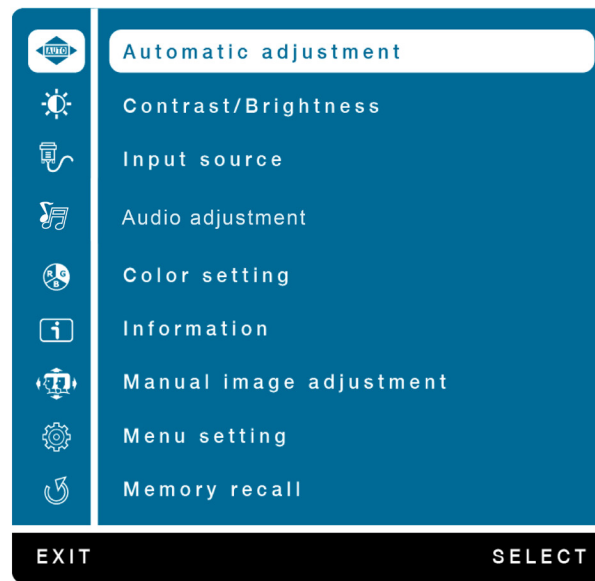 AUTO
Automatic adjustment
Contrast/Brightness
Input source
Audio adjustment
R G B
Color setting
i
Information
Manual image adjustment
Menu setting
Memory recall
EXIT SELECT